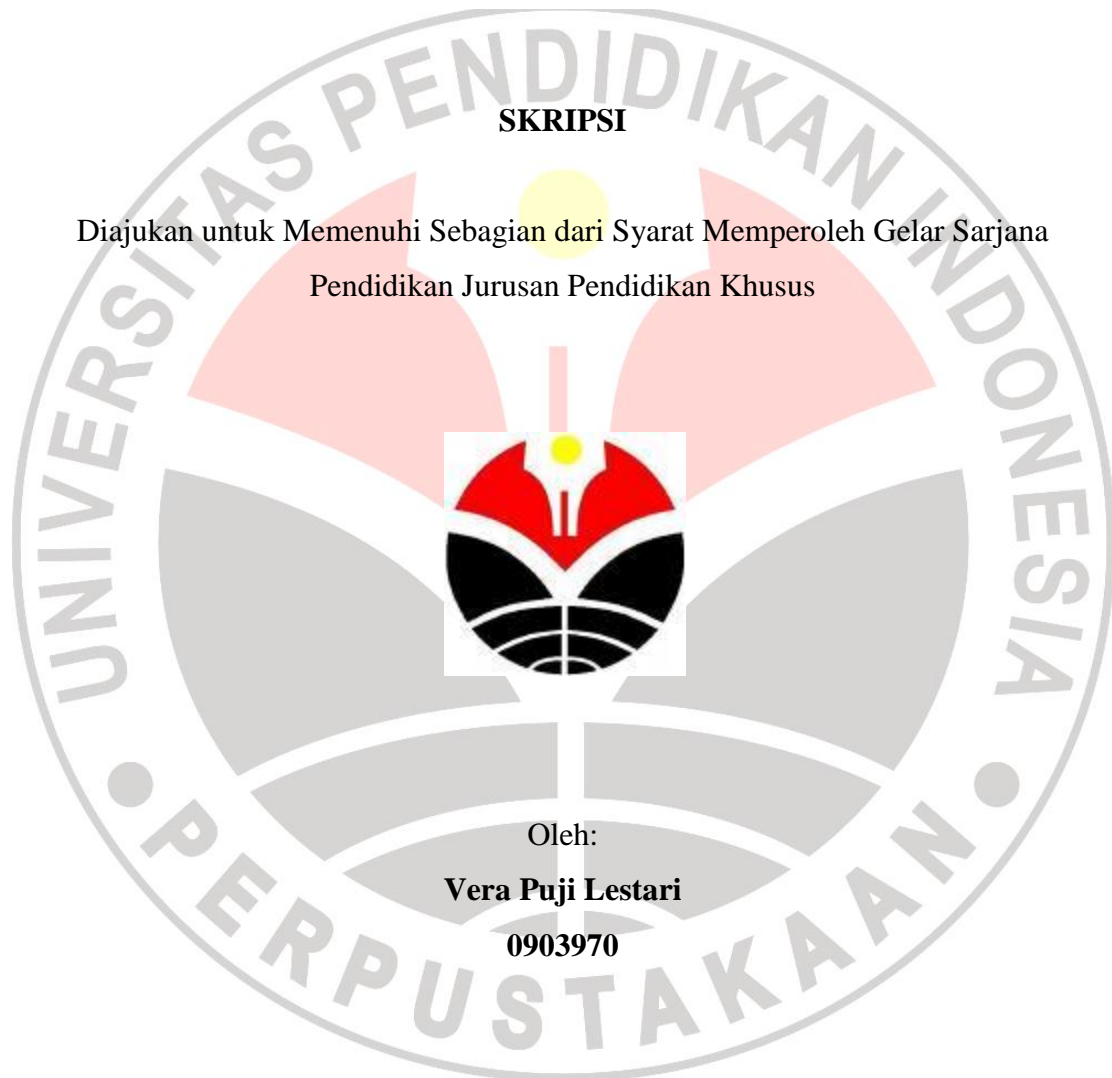 SKRIPSI
Diajukan untuk Memenuhi Sebagian dari Syarat Memperoleh Gelar Sarjana
Pendidikan Jurusan Pendidikan Khusus
Oleh:
Vera Puji Lestari
0903970
UNIVERSITAS PENDIDIKAN INDONESIA
• PERPUSTAKAAN •